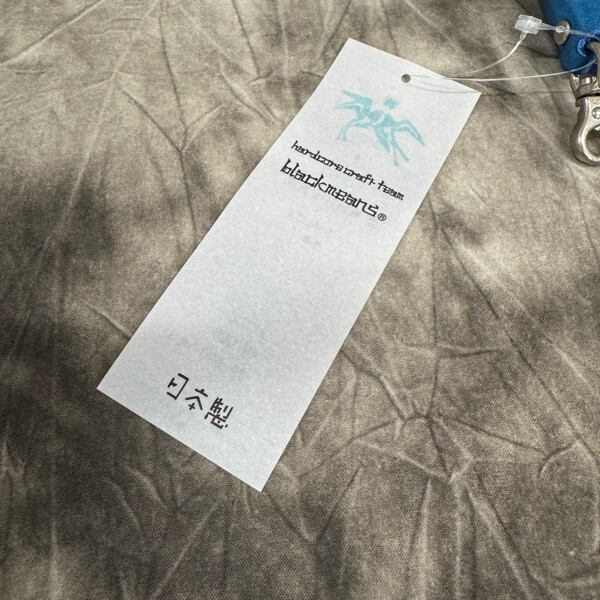 hardcore craft team
blackmeans®
日本製